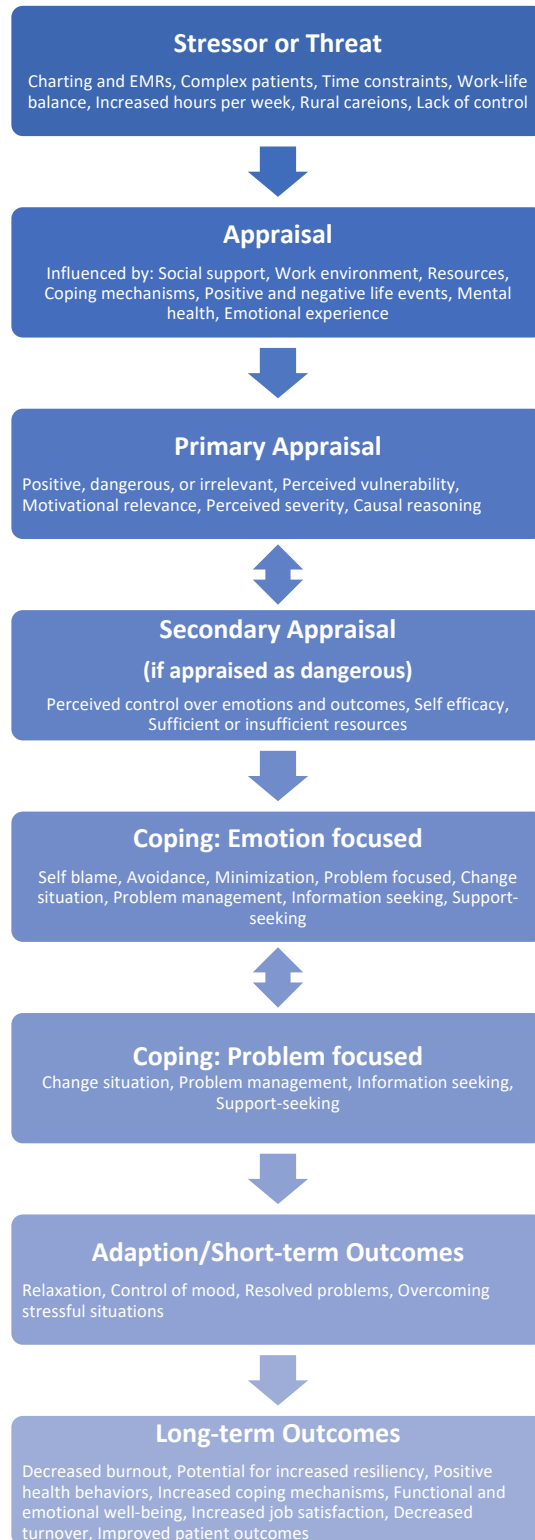 Stressor or Threat
Charting and EMRs, Complex patients, Time constraints, Work-life
balance, Increased hours per week, Rural careions, Lack of control
Appraisal
Influenced by: Social support, Work environment, Resources,
Coping mechanisms, Positive and negative life events, Mental
health, Emotional experience
Primary Appraisal
Positive, dangerous, or irrelevant, Perceived vulnerability,
Motivational relevance, Perceived severity, Causal reasoning
Secondary Appraisal
(if appraised as dangerous)
Perceived control over emotions and outcomes, Self efficacy,
Sufficient or insufficient resources
Coping: Emotion focused
Self blame, Avoidance, Minimization, Problem focused, Change
situation, Problem management, Information seeking, Support-
seeking
Coping: Problem focused
Change situation, Problem management, Information seeking,
Support-seeking
Adaption/Short-term Outcomes
Relaxation, Control of mood, Resolved problems, Overcoming
stressful situations
Long-term Outcomes
Decreased burnout, Potential for increased resiliency, Positive
health behaviors, Increased coping mechanisms, Functional and
emotional well-being, Increased job satisfaction, Decreased
turnover, Improved patient outcomes